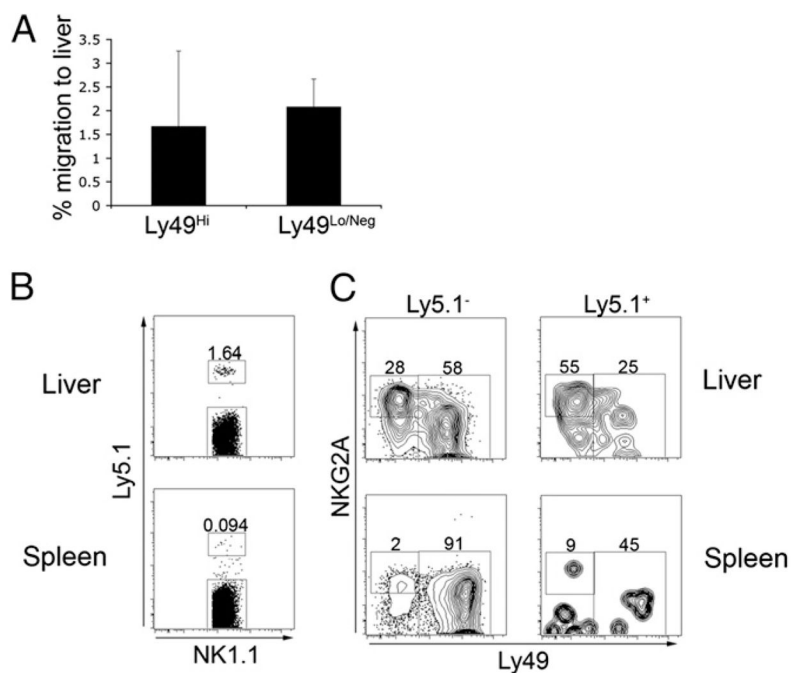 A
% migration to liver
3.5
3
2.5
2
1.5
1
0.5
0
Ly49Hi
Ly49Lo/Neg
B
Liver
Spleen
Ly5.1
1.64
0.094
NK1.1
C
Ly5.1-
Ly5.1+
NKG2A
28 58
55 25
Liver
2 91
9 45
Spleen
Ly49